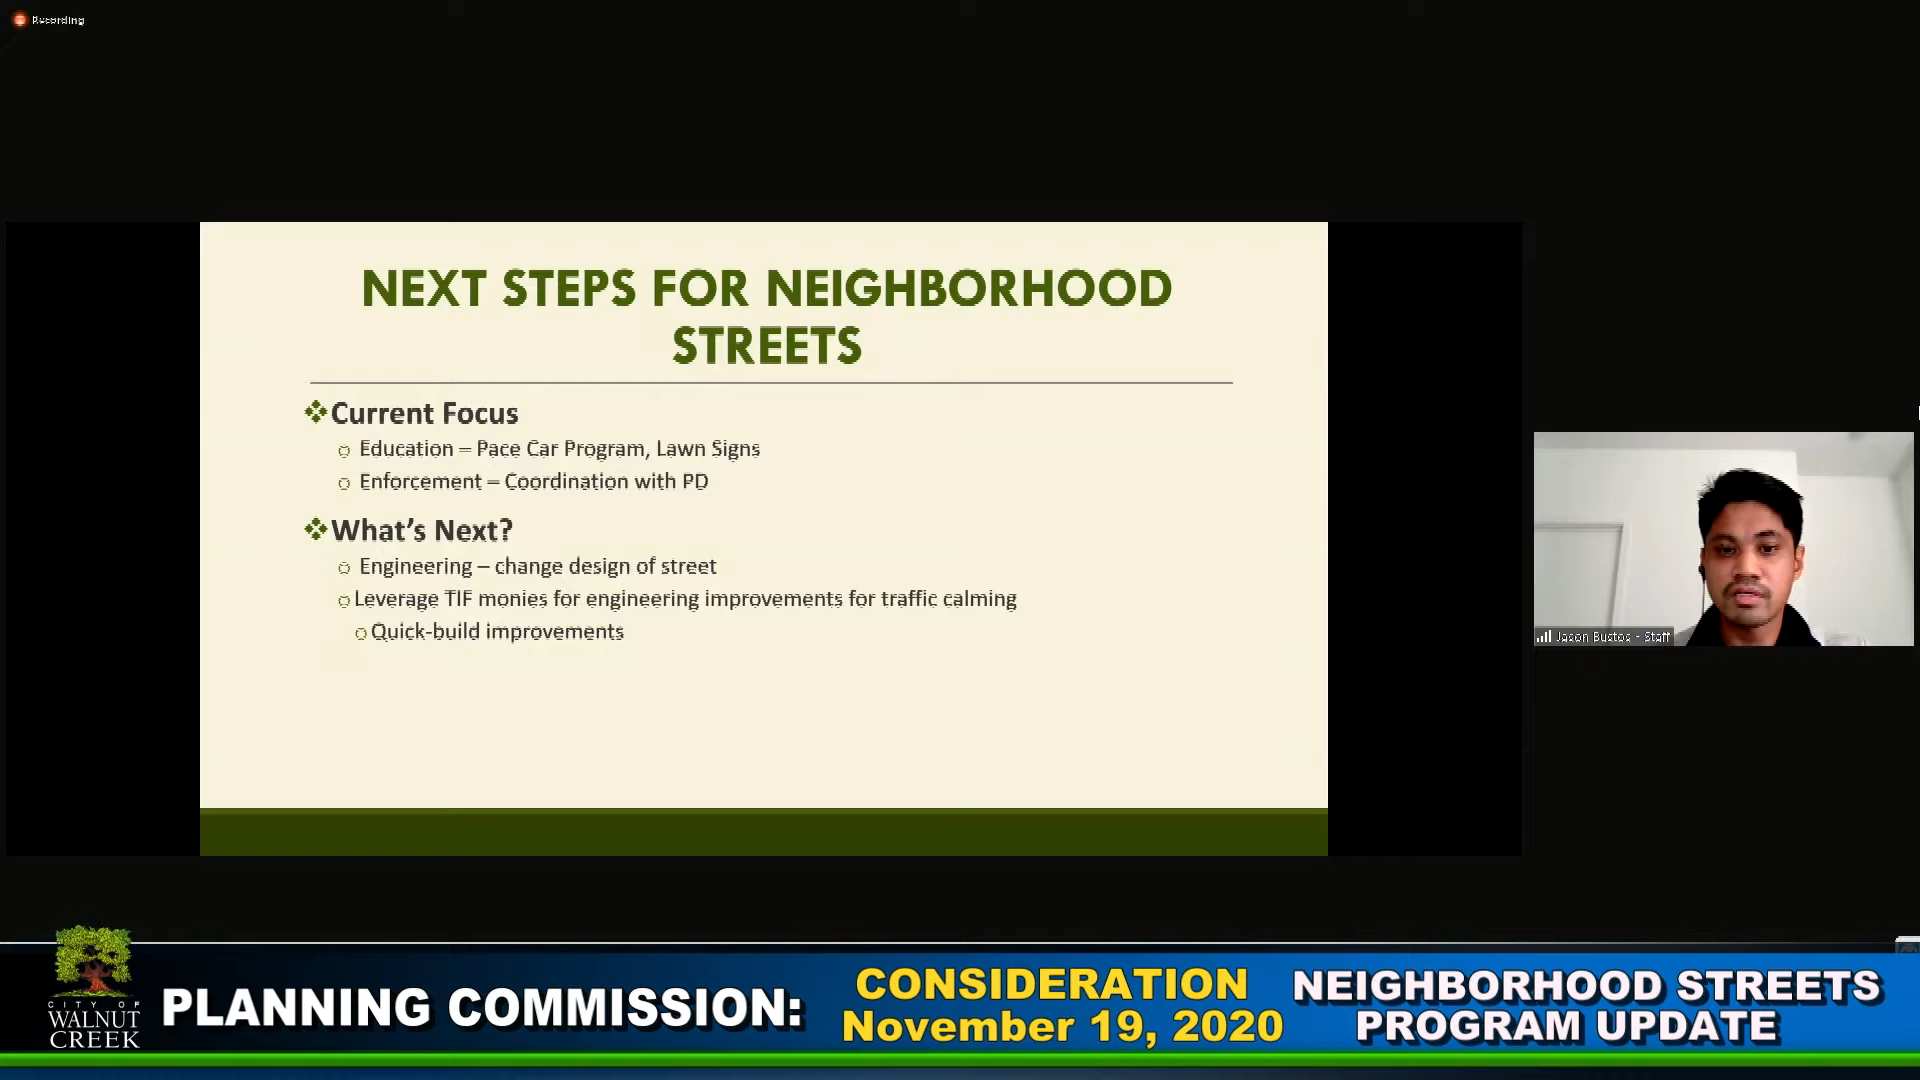 Recording
NEXT STEPS FOR NEIGHBORHOOD
STREETS
Current Focus
Education – Pace Car Program, Lawn Signs
Enforcement – Coordination with PD
What's Next?
Engineering – change design of street
Leverage TIF monies for engineering improvements for traffic calming
Quick-build improvements
Jason Bustos - Staff
CITY OF
WALNUT
CREEK
PLANNING COMMISSION:
CONSIDERATION
November 19, 2020
NEIGHBORHOOD STREETS
PROGRAM UPDATE